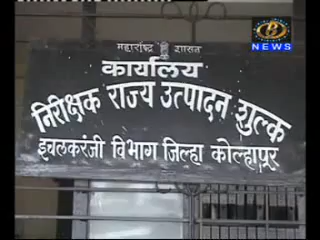 NEWS
महाराष्ट्र शासन
कार्यालय
निरीक्षक राज्य उत्पादन शुल्क
इचलकरंजी विभाग जिल्हा कोल्हापूर